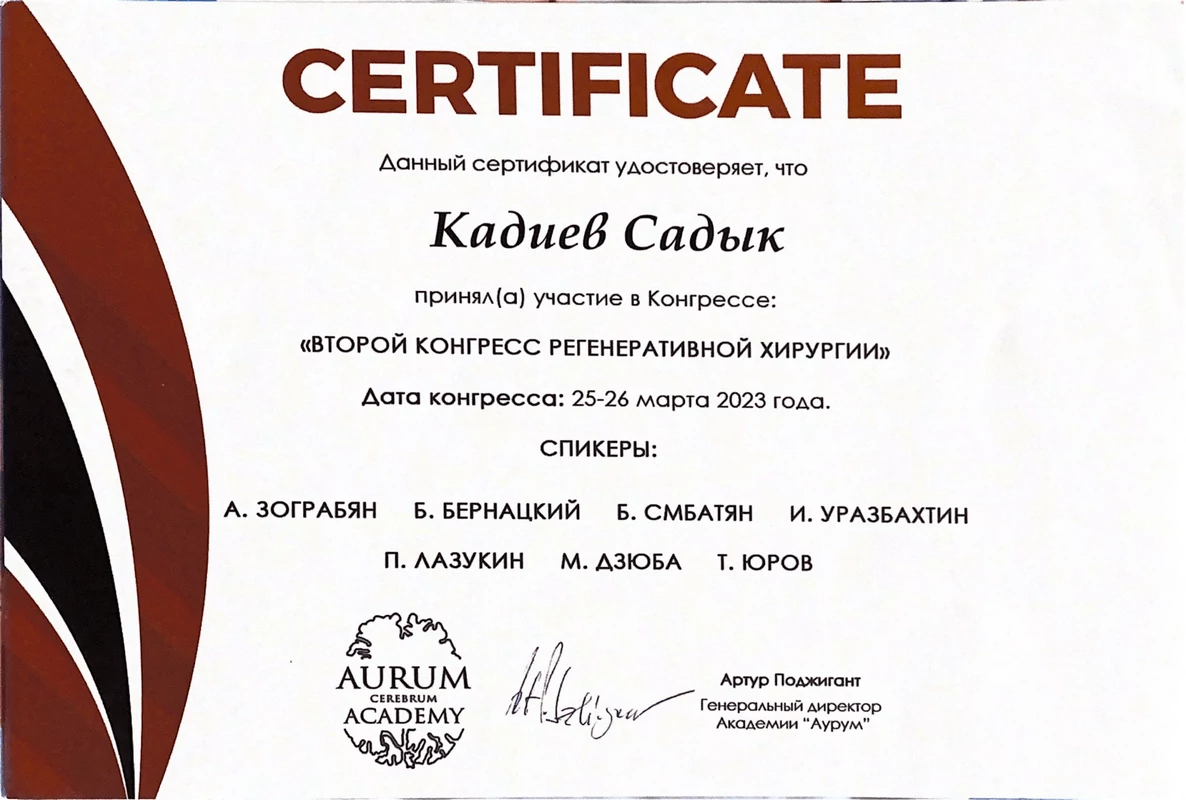 CERTIFICATE
Данный сертификат удостоверяет, что
Кадиев Садык
принял(а) участие в Конгрессе:
«ВТОРОЙ КОНГРЕСС РЕГЕНЕРАТИВНОЙ ХИРУРГИИ»
Дата конгресса: 25-26 марта 2023 года.
СПИКЕРЫ:
А. ЗОГРАБЯН Б. БЕРНАЦКИЙ Б. СМБАТЯН И. УРАЗБАХТИН
П. ЛАЗУКИН М. ДЗЮБА Т. ЮРОВ
AURUM
CEREBRUM
ACADEMY
Артур Поджигант
Генеральный директор
Академии “Аурум”